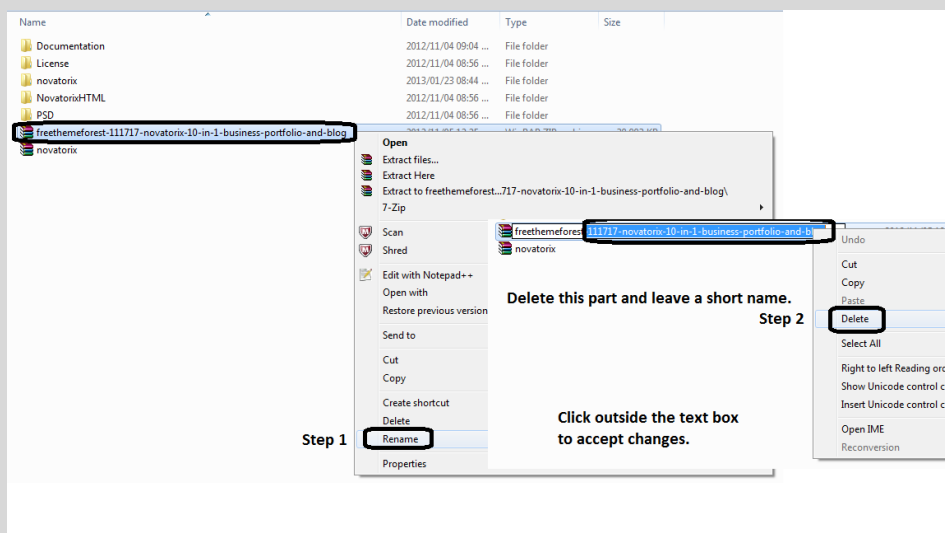 Name Date modified Type Size
Documentation 2012/11/04 09:04 ... File folder
License 2012/11/04 08:56 ... File folder
novatorix 2013/01/23 08:44 ... File folder
NovatorixHTML 2012/11/04 08:56 ... File folder
PSD 2012/11/04 08:56 ... File folder
freethemeforest-111717-novatorix-10-in-1-business-portfolio-and-blog
novatorix
Open
Extract files...
Extract Here
Extract to freethemeforest...717-novatorix-10-in-1-business-portfolio-and-blog\
7-Zip
Scan
Shred
Edit with Notepad++
Open with
Restore previous version
Send to
Cut
Copy
Create shortcut
Delete
Step 1
Rename
Properties
freethemeforest 111717-novatorix-10-in-1-business-portfolio-and-b
novatorix
Delete this part and leave a short name.
Step 2
Click outside the text box
to accept changes.
Undo
Cut
Copy
Paste
Delete
Select All
Right to left Reading ord
Show Unicode control c
Insert Unicode control c
Open IME
Reconversion